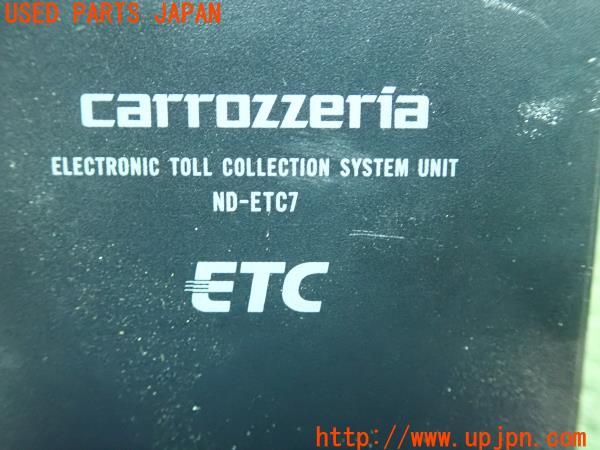 USED PARTS JAPAN
carrozzeria
ELECTRONIC TOLL COLLECTION SYSTEM UNIT
ND-ETC7
ETC
http://www.upjpn.com/